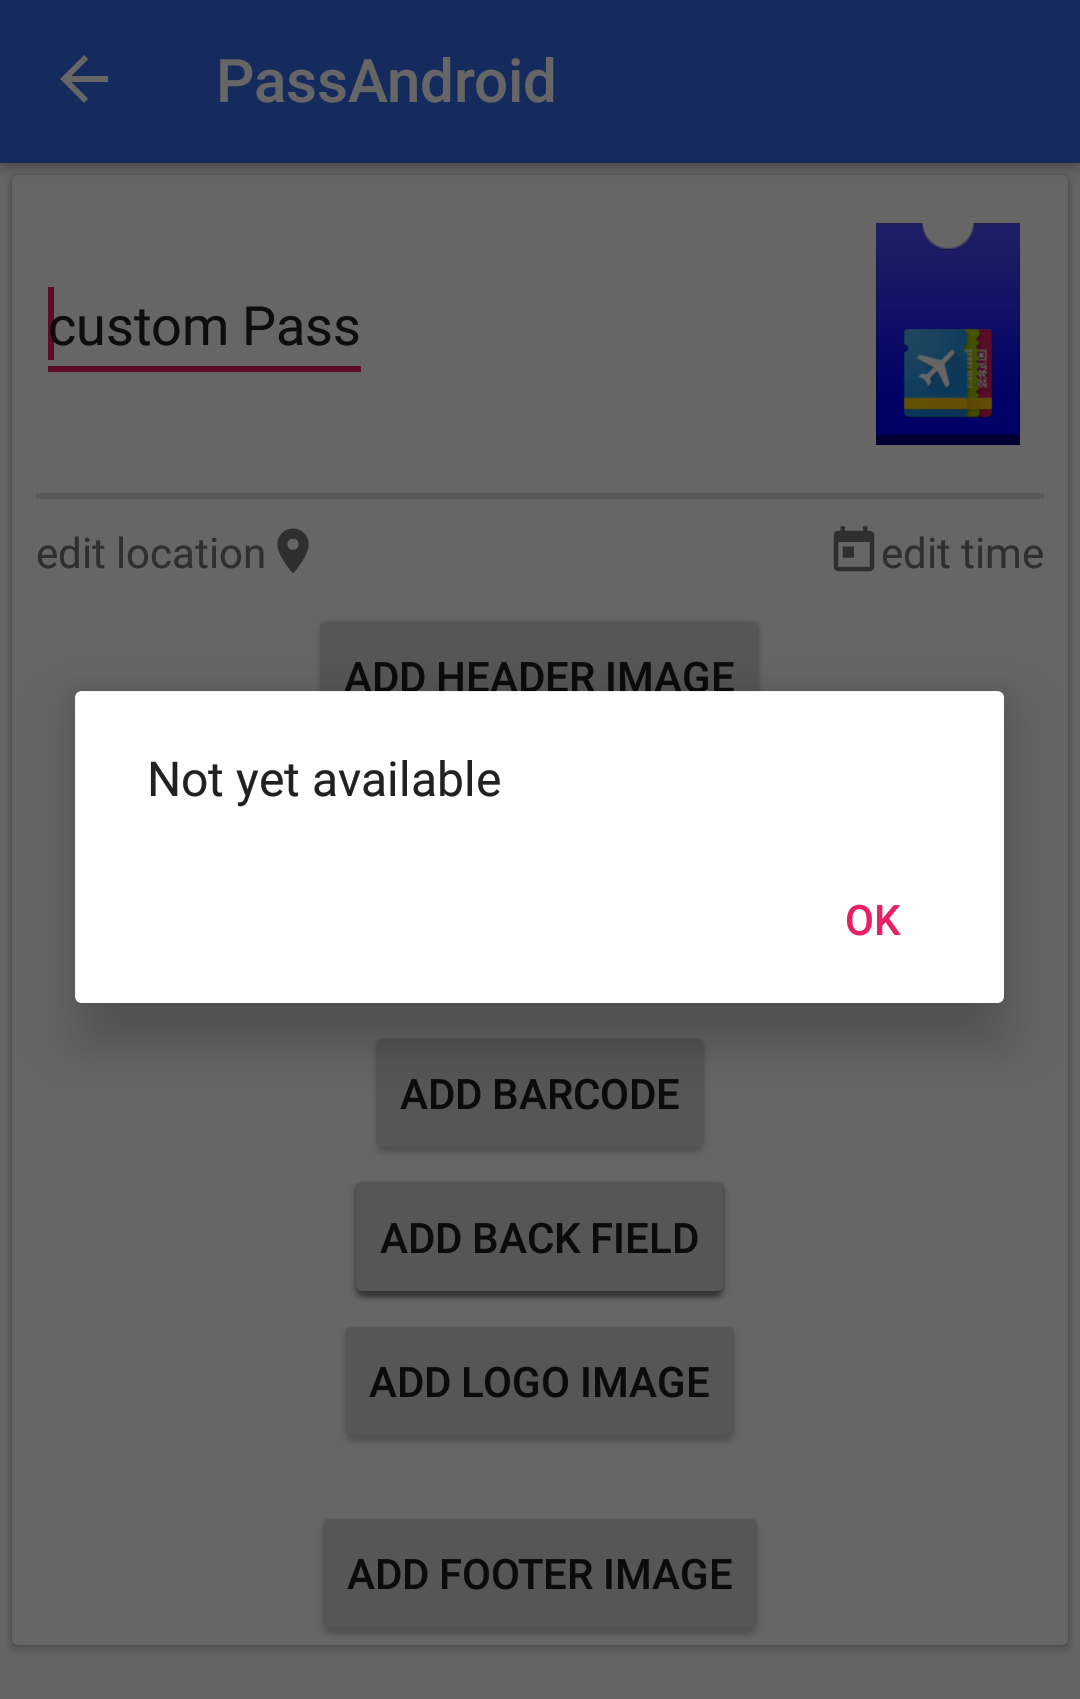 PassAndroid
custom Pass
edit location
edit time
ADD HEADER IMAGE
Not yet available
OK
ADD BARCODE
ADD BACK FIELD
ADD LOGO IMAGE
ADD FOOTER IMAGE